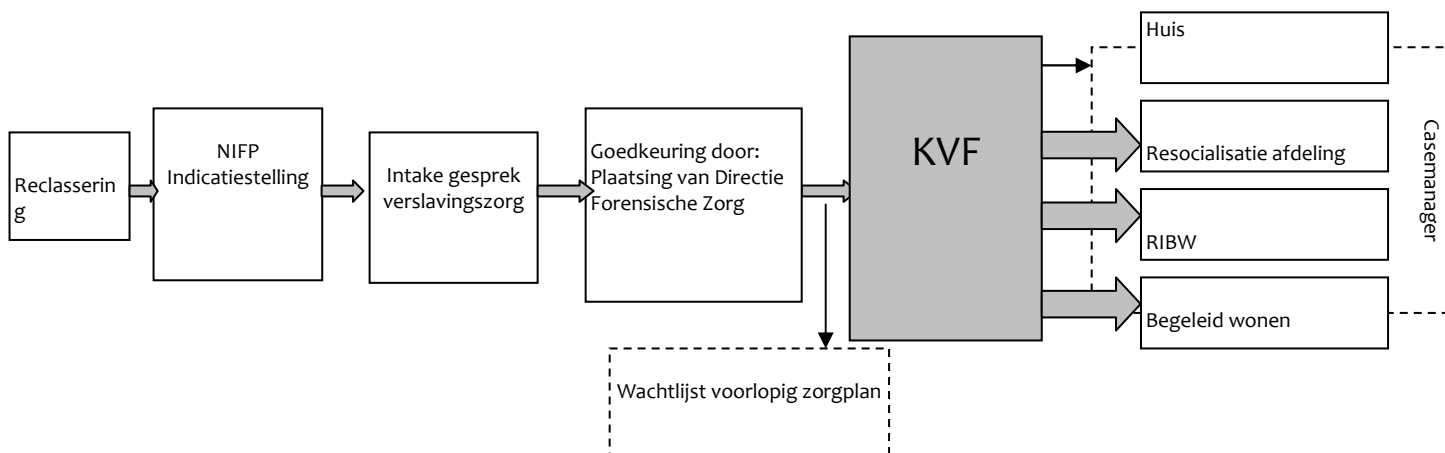 Reclasserin
g
NIFP
Indicatiestelling
Intake gesprek
verslavingszorg
Goedkeuring door:
Plaatsing van Directie
Forensische Zorg
Wachtlijst voorlopig zorgplan
KVF
Huis
Resocialisatie afdeling
RIBW
Begeleid wonen
Casemanager